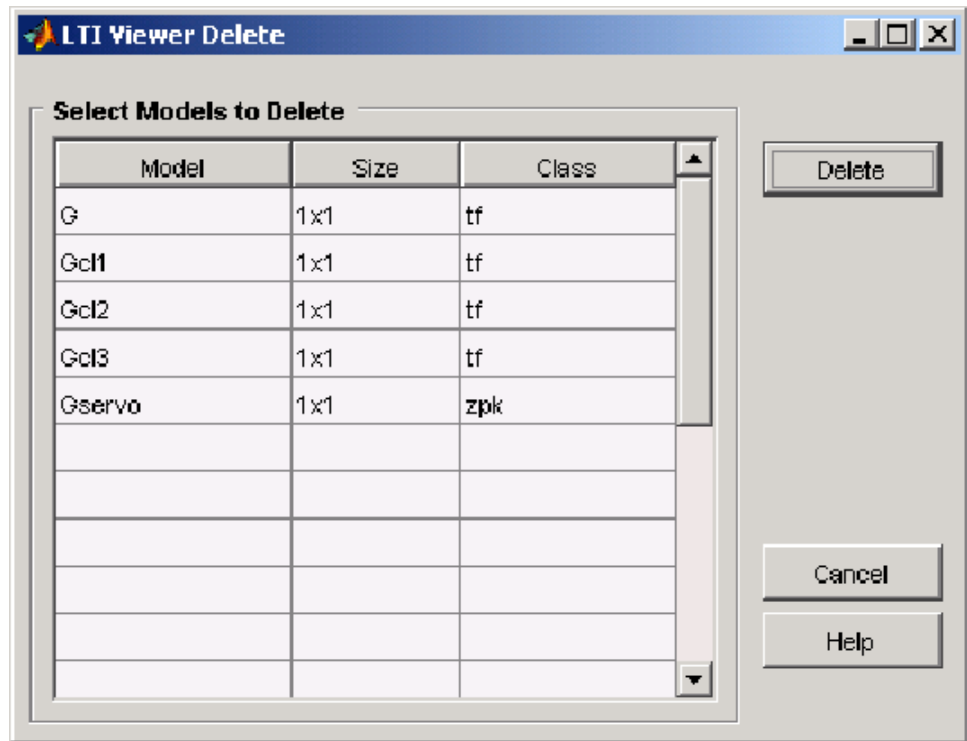 LTI Viewer Delete
Select Models to Delete
Model Size Class
G 1x1 tf
Gcl1 1x1 tf
Gcl2 1x1 tf
Gcl3 1x1 tf
Gservo 1x1 zpk
Delete
Cancel
Help